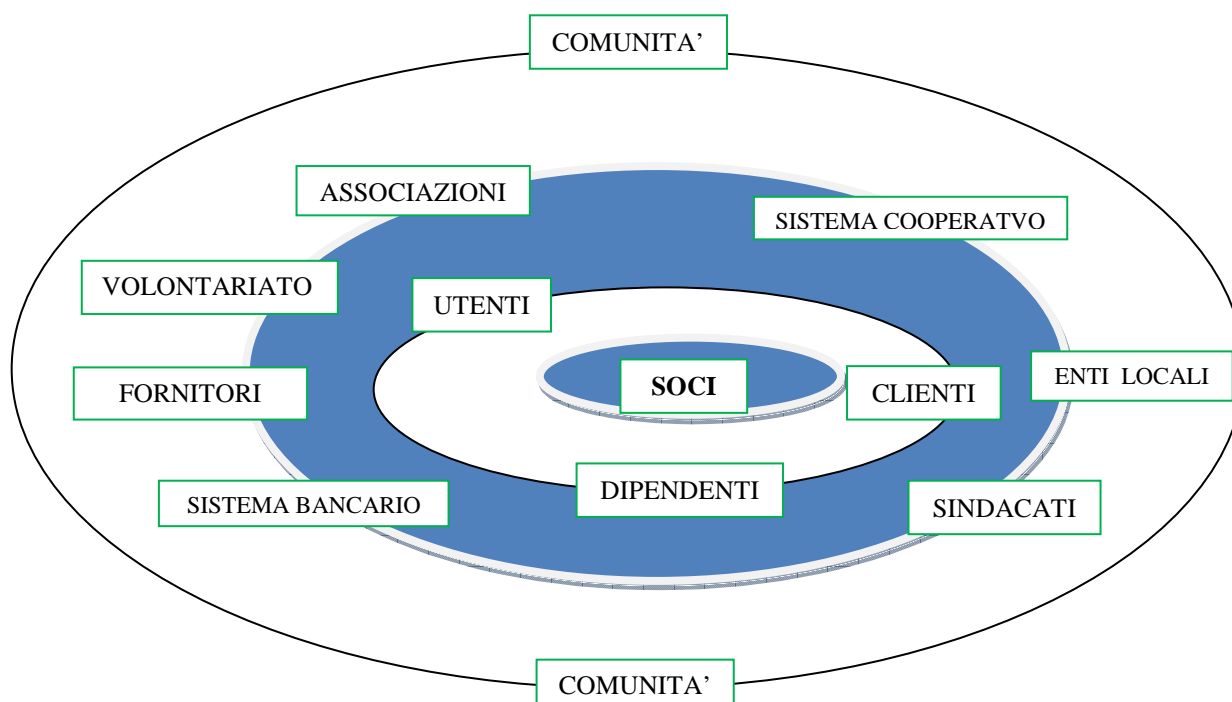 COMUNITA’
ASSOCIAZIONI
SISTEMA COOPERATVO
VOLONTARIATO
UTENTI
FORNITORI
SOCI
CLIENTI
ENTI LOCALI
SISTEMA BANCARIO
DIPENDENTI
SINDACATI
COMUNITA’